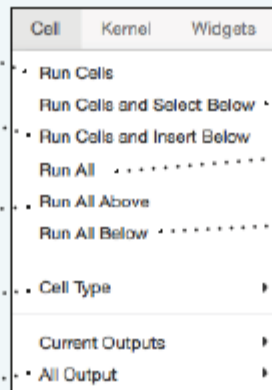 Cell Kernel Widgets
Run Cells
Run Cells and Select Below
Run Cells and Insert Below
Run All
Run All Above
Run All Below
Cell Type
Current Outputs
All Output